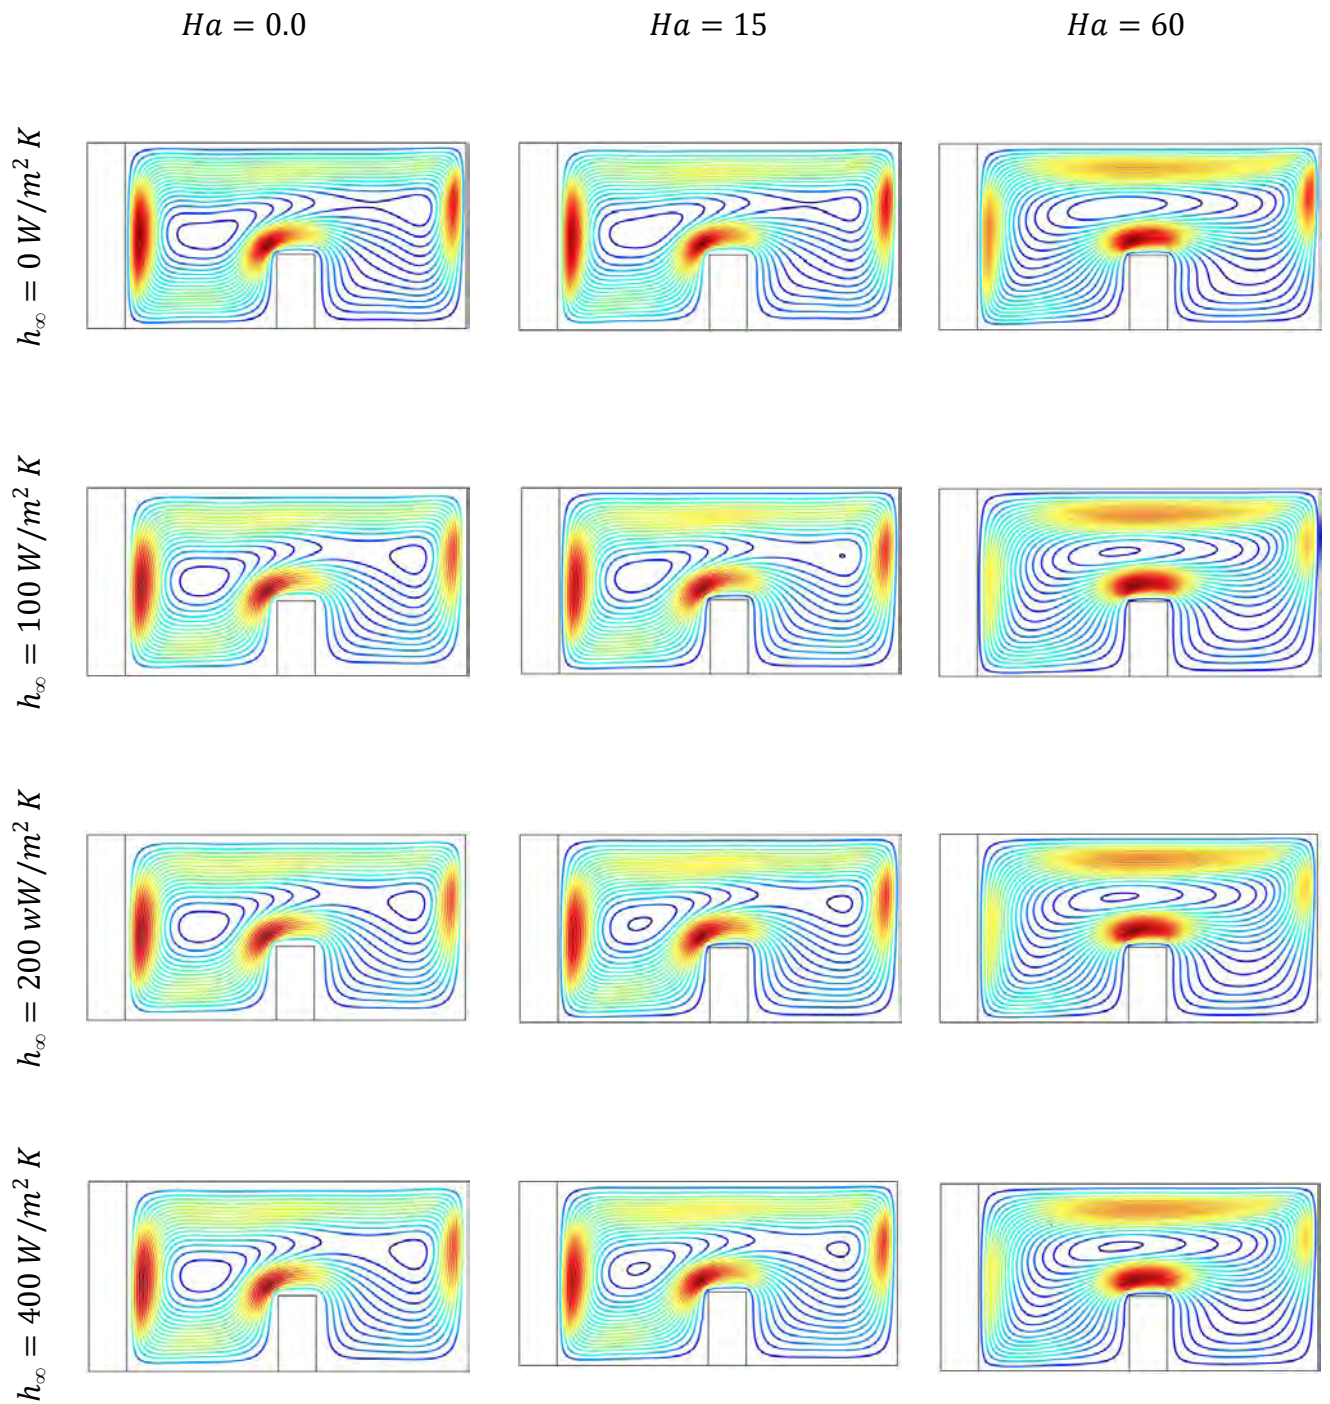 Ha = 0.0
Ha = 15
Ha = 60
h∞ = 0 W/m² K
h∞ = 100 W/m² K
h∞ = 200 wW/m² K
h∞ = 400 W/m² K